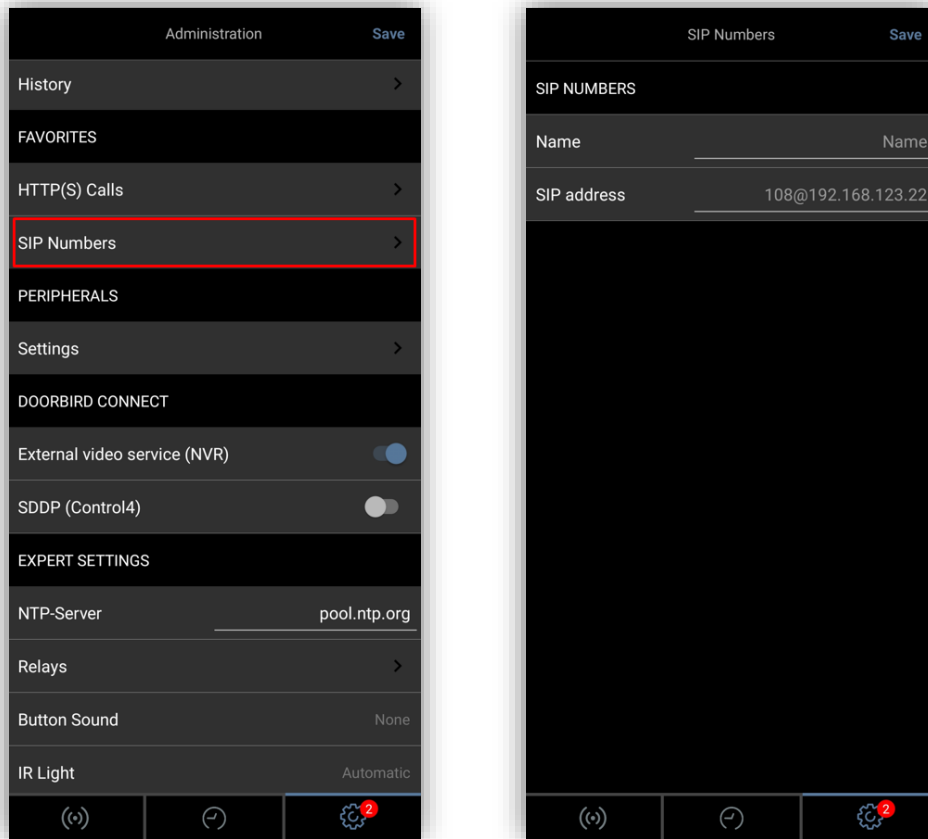 Administration Save
History
FAVORITES
HTTP(S) Calls
SIP Numbers
PERIPHERALS
Settings
DOORBIRD CONNECT
External video service (NVR)
SDDP (Control4)
EXPERT SETTINGS
NTP-Server pool.ntp.org
Relays
Button Sound None
IR Light Automatic
2
SIP Numbers Save
SIP NUMBERS
Name Name
SIP address 108@192.168.123.22
2